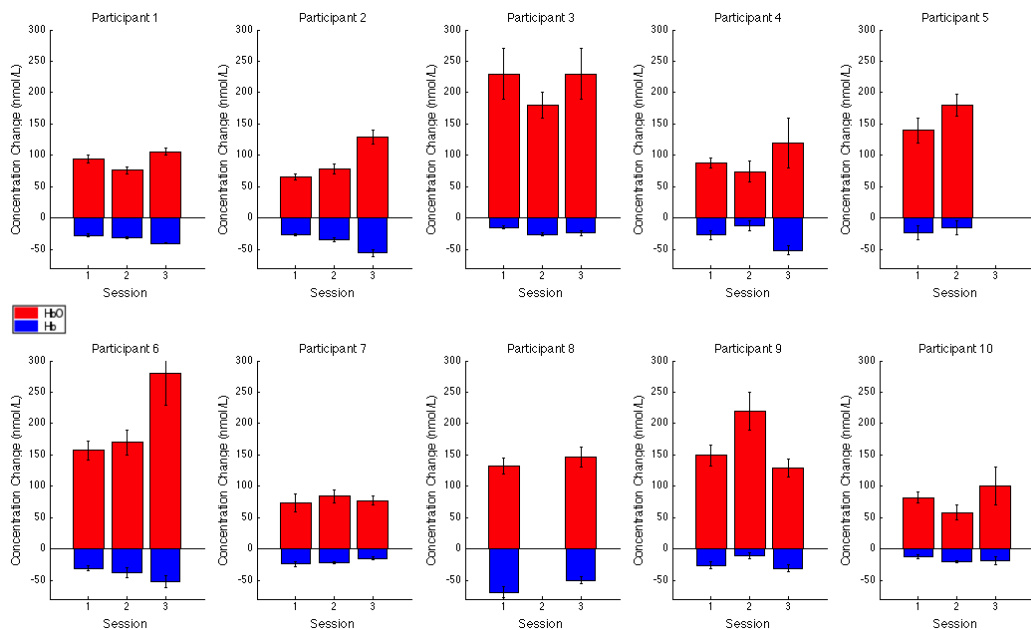 Participant 1
Participant 2
Participant 3
Participant 4
Participant 5
Concentration Change (nmol/L)
300
250
200
150
100
50
0
-50
1 2 3
Session
Concentration Change (nmol/L)
300
250
200
150
100
50
0
-50
1 2 3
Session
Concentration Change (nmol/L)
300
250
200
150
100
50
0
-50
1 2 3
Session
Concentration Change (nmol/L)
300
250
200
150
100
50
0
-50
1 2 3
Session
Concentration Change (nmol/L)
300
250
200
150
100
50
0
-50
1 2 3
Session
HbO
Hb
Participant 6
Participant 7
Participant 8
Participant 9
Participant 10
Concentration Change (nmol/L)
300
250
200
150
100
50
0
-50
1 2 3
Session
Concentration Change (nmol/L)
300
250
200
150
100
50
0
-50
1 2 3
Session
Concentration Change (nmol/L)
300
250
200
150
100
50
0
-50
1 2 3
Session
Concentration Change (nmol/L)
300
250
200
150
100
50
0
-50
1 2 3
Session
Concentration Change (nmol/L)
300
250
200
150
100
50
0
-50
1 2 3
Session